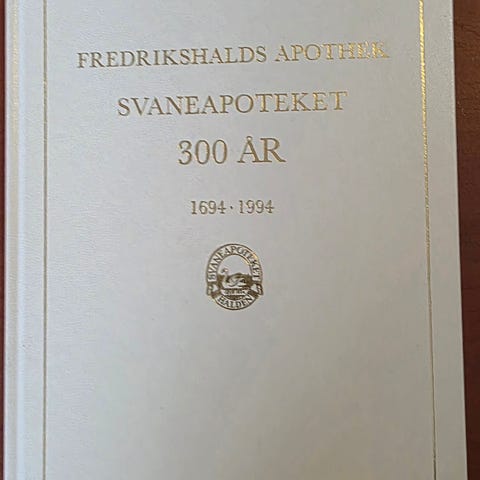 FREDRIKSHALDS APOTHEK
SVANEAPOTEKET
300 ÅR
1694 · 1994
SVANEAPOTEKET
HALDEN